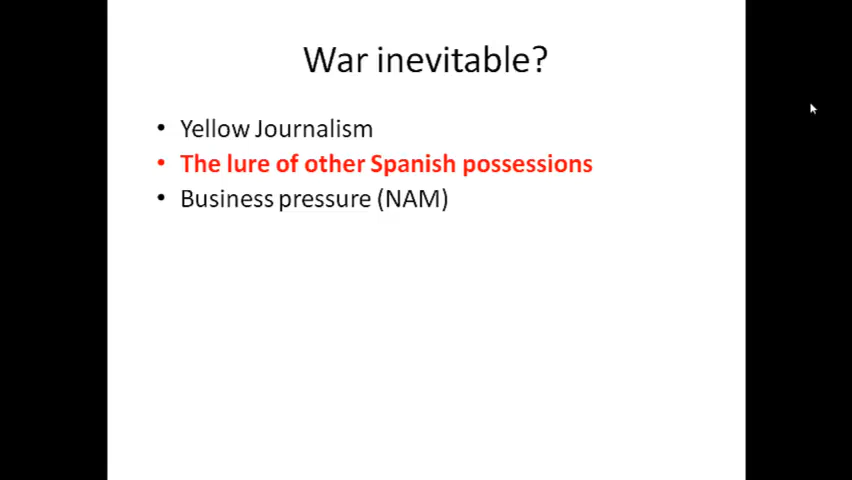 War inevitable?
• Yellow Journalism
• The lure of other Spanish possessions
• Business pressure (NAM)